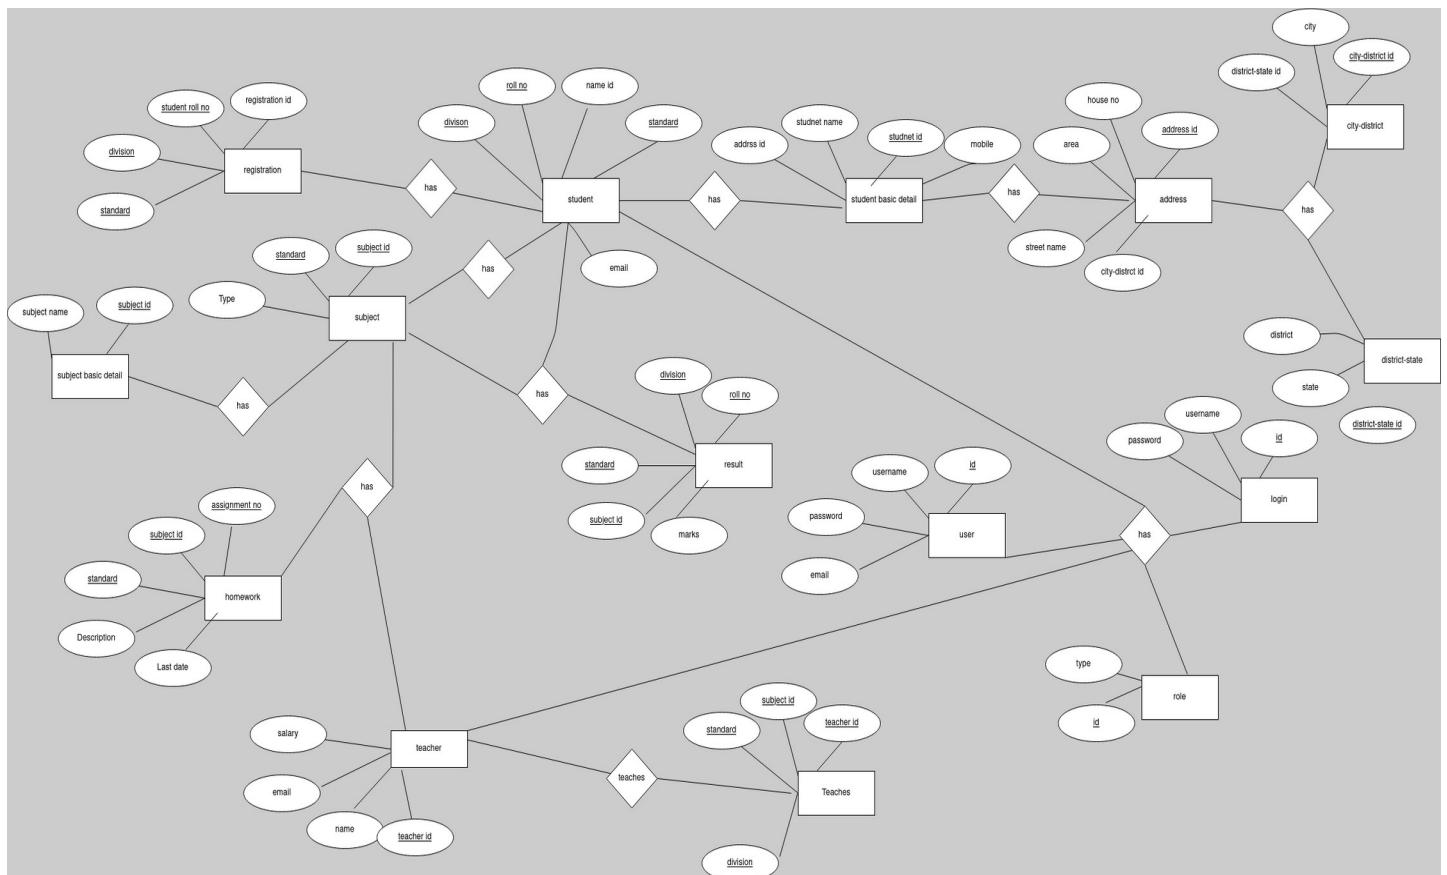 city
city-district id
district-state id
city-district
roll no
name id
divison
standard
student
email
student roll no
registration id
division
standard
registration
has
has
addrss id
studnet name
studnet id
mobile
student basic detail
has
house no
area
address id
address
street name
city-distrct id
has
district
state
district-state id
district-state
standard
subject id
Type
subject
has
subject name
subject id
subject basic detail
has
has
division
roll no
standard
subject id
marks
result
username
password
id
login
username
id
password
email
user
has
type
id
role
has
assignment no
subject id
standard
Description
Last date
homework
salary
email
name
teacher id
teacher
teaches
subject id
standard
teacher id
division
Teaches